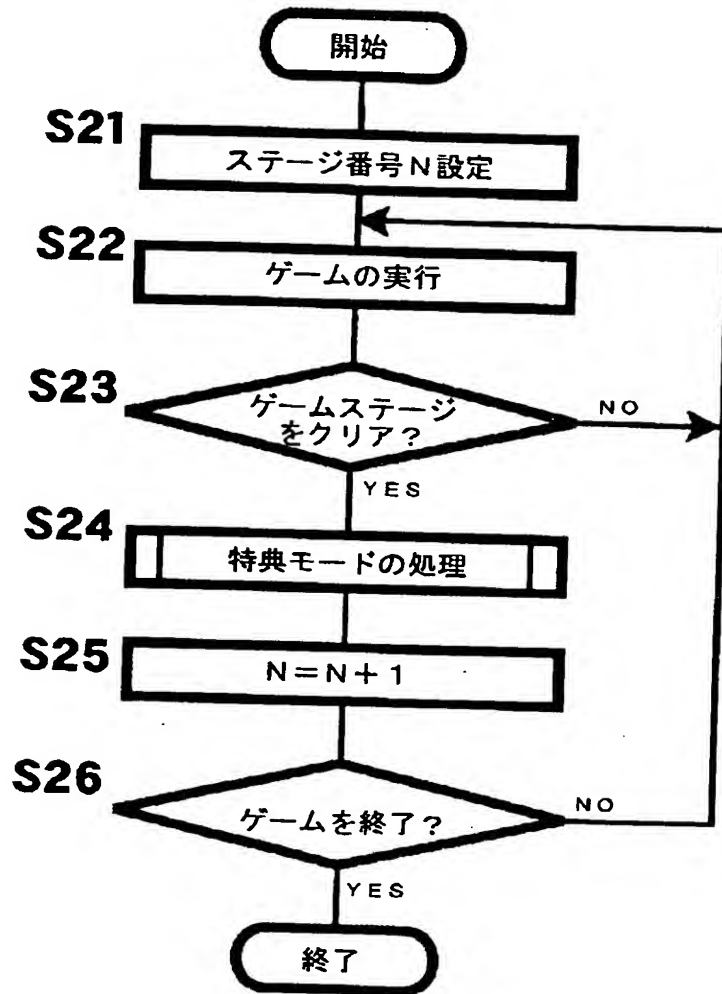 開始
S21
ステージ番号N設定
S22
ゲームの実行
S23
ゲームステージ
をクリア?
NO
YES
S24
特典モードの処理
S25
N=N+1
S26
ゲームを終了?
NO
YES
終了